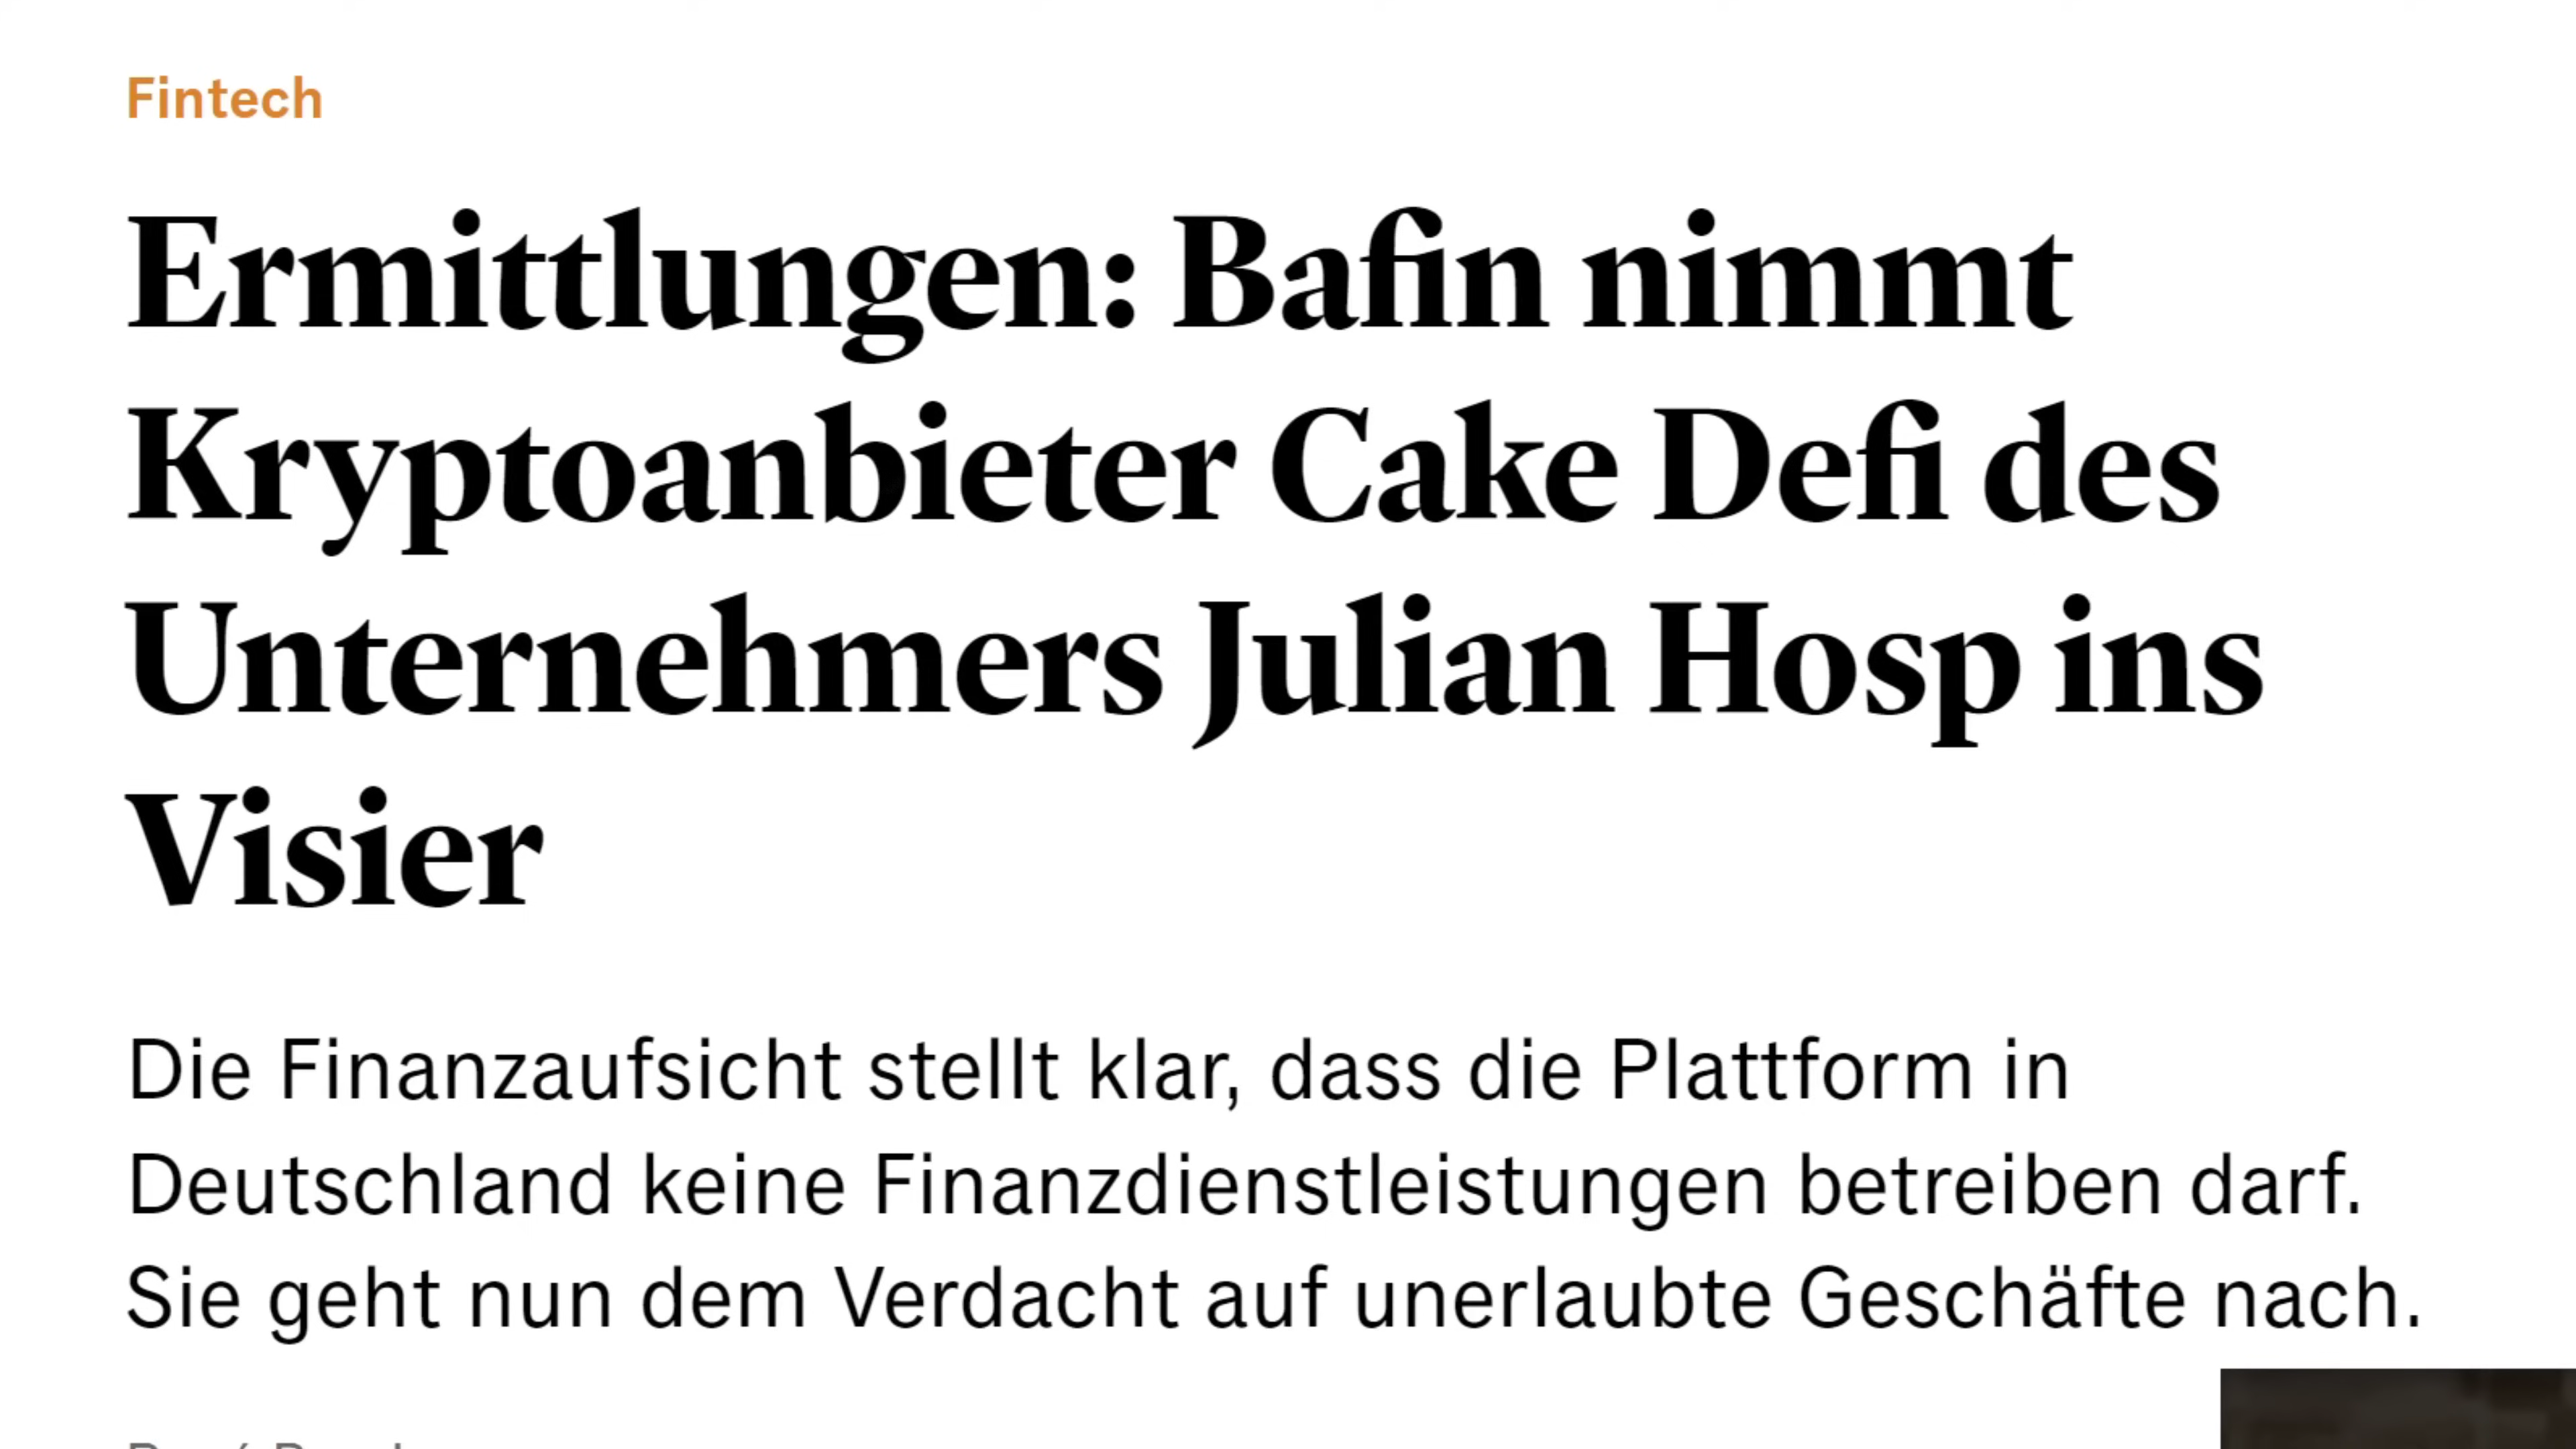 Fintech
Ermittlungen: Bafin nimmt
Kryptoanbieter Cake Defi des
Unternehmers Julian Hosp ins
Visier
Die Finanzaufsicht stellt klar, dass die Plattform in
Deutschland keine Finanzdienstleistungen betreiben darf.
Sie geht nun dem Verdacht auf unerlaubte Geschäfte nach.